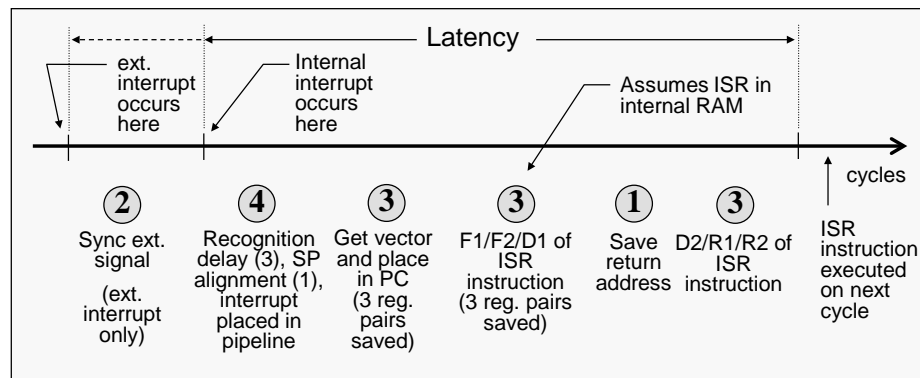 Latency
ext.
interrupt
occurs
here
Internal
interrupt
occurs
here
Assumes ISR in
internal RAM
cycles
2
Sync ext.
signal
(ext.
interrupt
only)
4
Recognition
delay (3), SP
alignment (1),
interrupt
placed in
pipeline
3
Get vector
and place
in PC
(3 reg.
pairs
saved)
3
F1/F2/D1 of
ISR
instruction
(3 reg. pairs
saved)
1
Save
return
address
3
D2/R1/R2 of
ISR
instruction
ISR
instruction
executed
on next
cycle